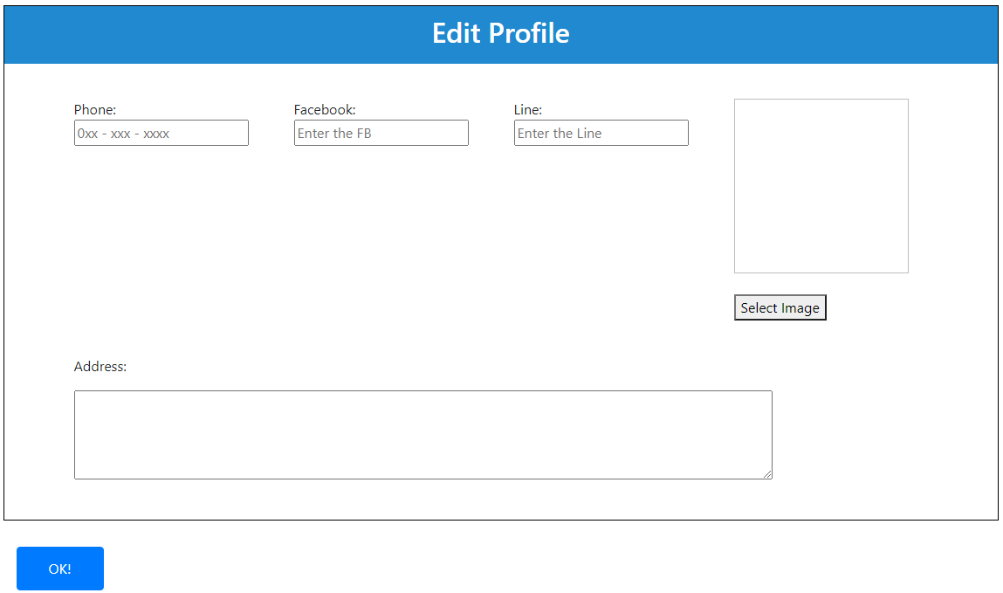 Edit Profile
Phone: Facebook: Line:
0xx - xxx - xxxx Enter the FB Enter the Line
Select Image
Address:
OK!